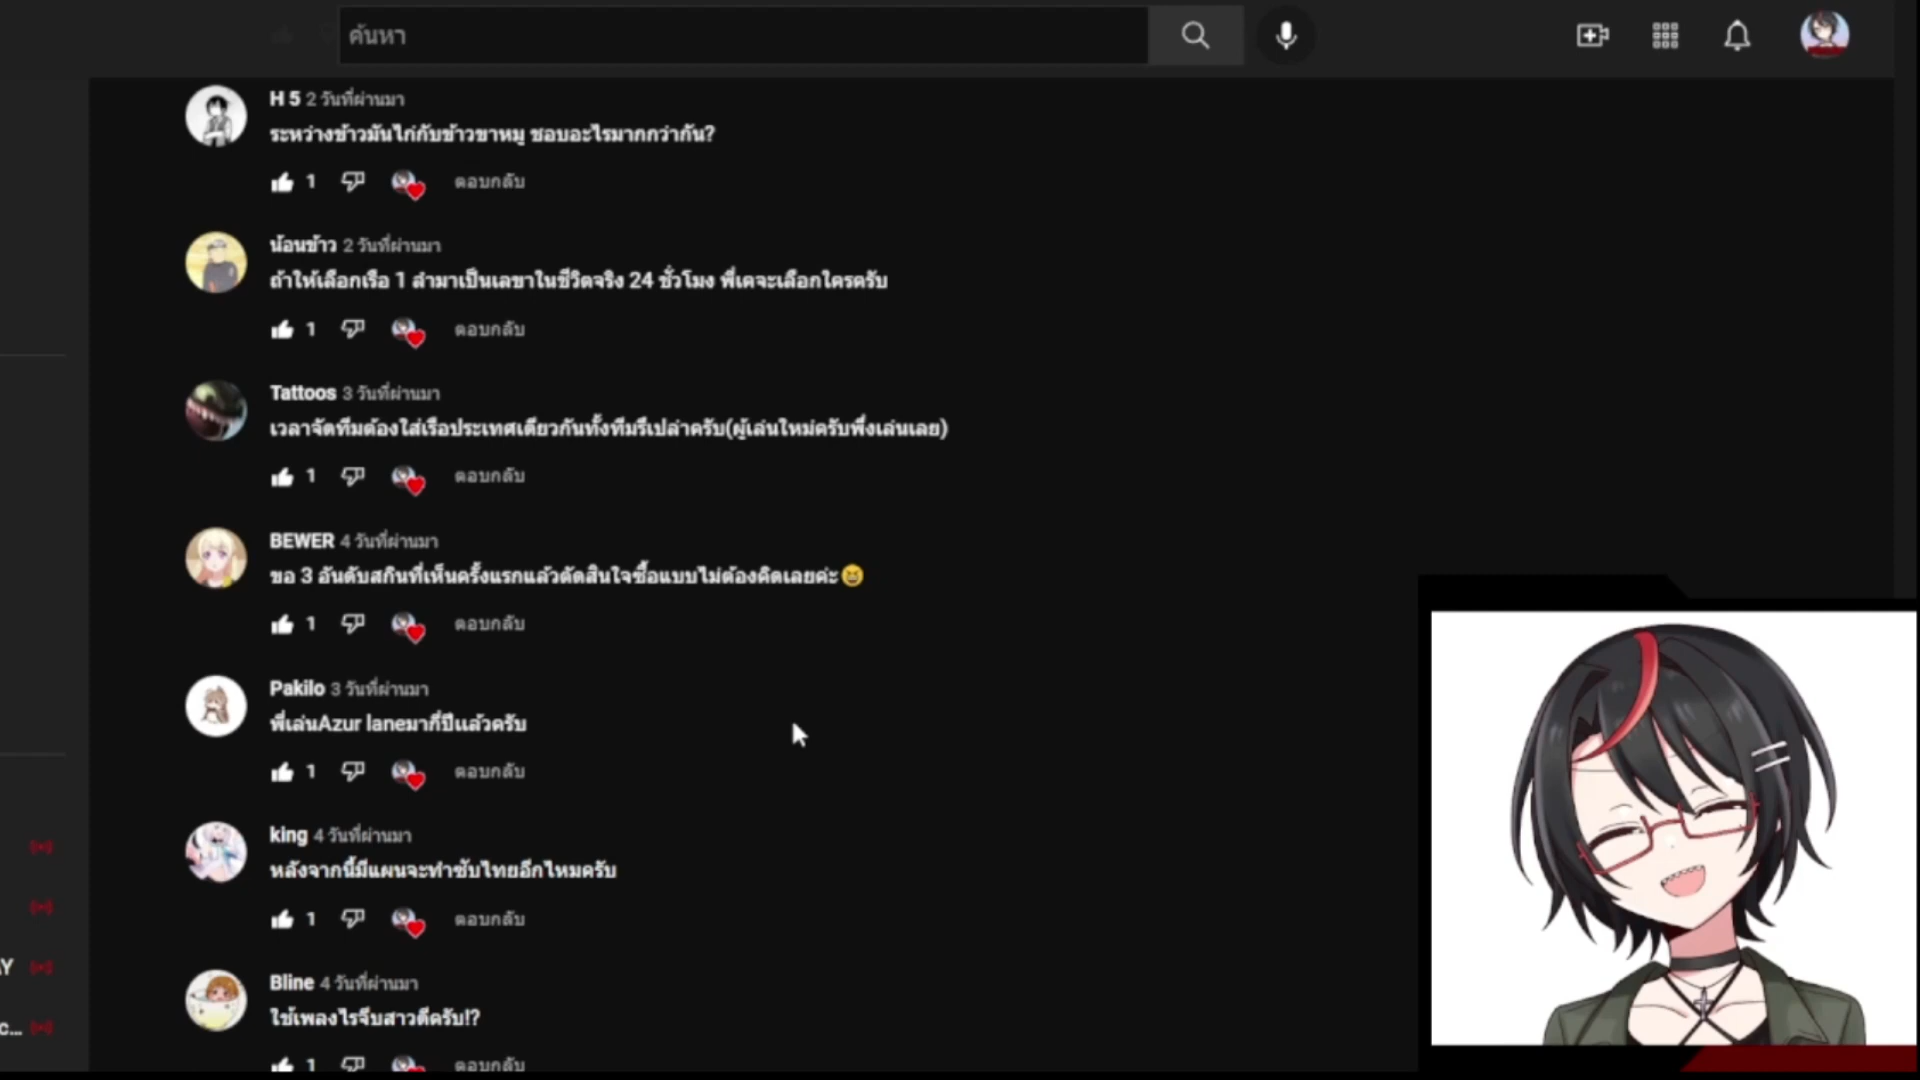 ค้นหา
H 5 2 วันที่ผ่านมา
ระหว่างข้าวมันไก่กับข้าวขาหมู ชอบอะไรมากกว่ากัน?
1 ตอบกลับ
น้อนข้าว 2 วันที่ผ่านมา
ถ้าให้เลือกเรือ 1 ลำมาเป็นเลขาในชีวิตจริง 24 ชั่วโมง พี่เคจะเลือกใครครับ
1 ตอบกลับ
Tattoos 3 วันที่ผ่านมา
เวลาจัดทีมต้องใส่เรือประเทศเดียวกันทั้งทีมรึเปล่าครับ(ผู้เล่นใหม่ครับพึ่งเล่นเลย)
1 ตอบกลับ
BEWER 4 วันที่ผ่านมา
ขอ 3 อันดับสกินที่เห็นครั้งแรกแล้วตัดสินใจซื้อแบบไม่ต้องคิดเลยค่ะ😆
1 ตอบกลับ
Pakilo 3 วันที่ผ่านมา
พี่เล่นAzur laneมากี่ปีแล้วครับ
1 ตอบกลับ
king 4 วันที่ผ่านมา
หลังจากนี้มีแผนจะทำซับไทยอีกไหมครับ
1 ตอบกลับ
AY
Bline 4 วันที่ผ่านมา
ใช้เพลงไรจีบสาวดีครับ!?
c...
1 ตอบกลับ